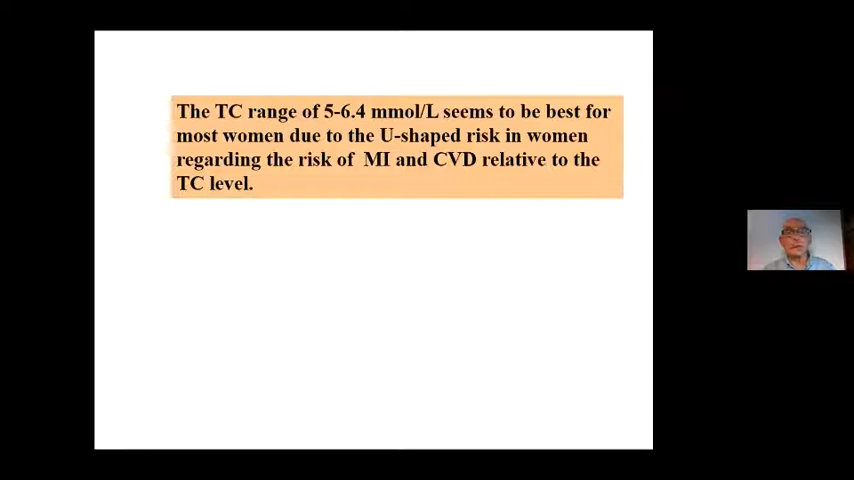 The TC range of 5-6.4 mmol/L seems to be best for
most women due to the U-shaped risk in women
regarding the risk of MI and CVD relative to the
TC level.